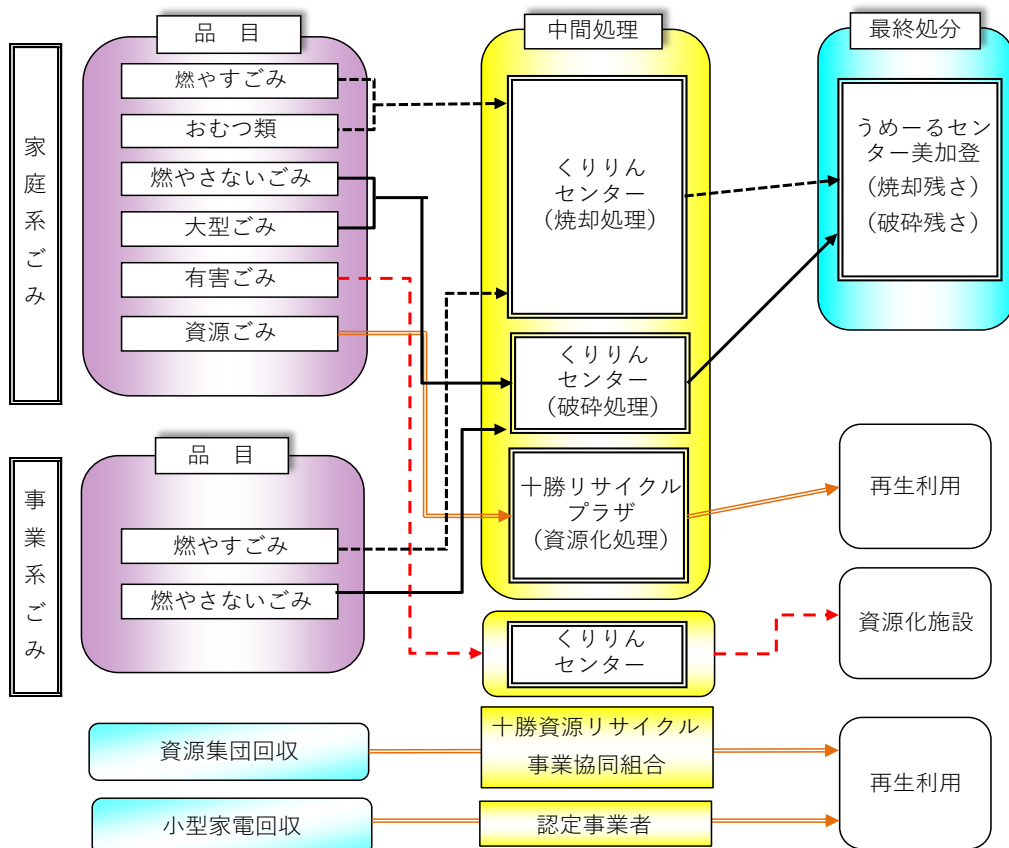 家庭系ごみ
品 目
燃やすごみ
おむつ類
燃やさないごみ
大型ごみ
有害ごみ
資源ごみ
事業系ごみ
品 目
燃やすごみ
燃やさないごみ
中間処理
くりりん
センター
（焼却処理）
くりりん
センター
（破砕処理）
十勝リサイクル
プラザ
（資源化処理）
くりりん
センター
最終処分
うめーるセン
ター美加登
（焼却残さ）
（破砕残さ）
再生利用
資源化施設
資源集団回収
十勝資源リサイクル
事業協同組合
小型家電回収
認定事業者
再生利用